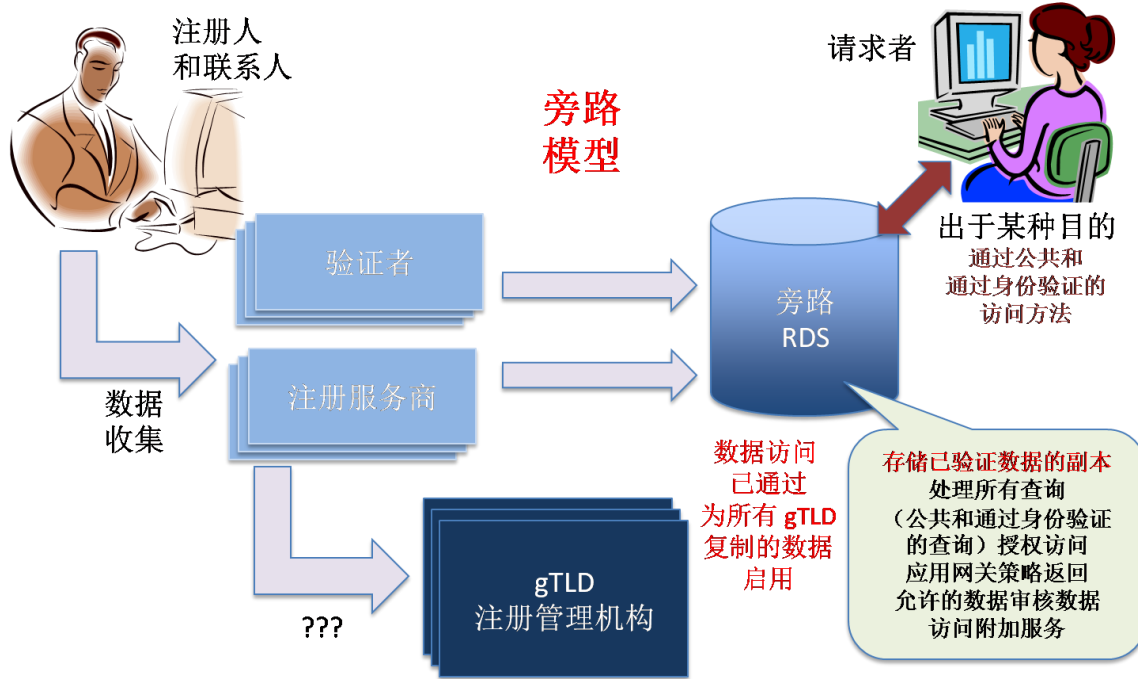 注册人
和联系人
旁路
模型
请求者
出于某种目的
通过公共和
通过身份验证的
访问方法
验证者
旁路
RDS
注册服务商
数据
收集
数据访问
已通过
为所有 gTLD
复制的数据
启用
存储已验证数据的副本
处理所有查询
（公共和通过身份验证
的查询）授权访问
应用网关策略返回
允许的数据审核数据
访问附加服务
gTLD
注册管理机构
???